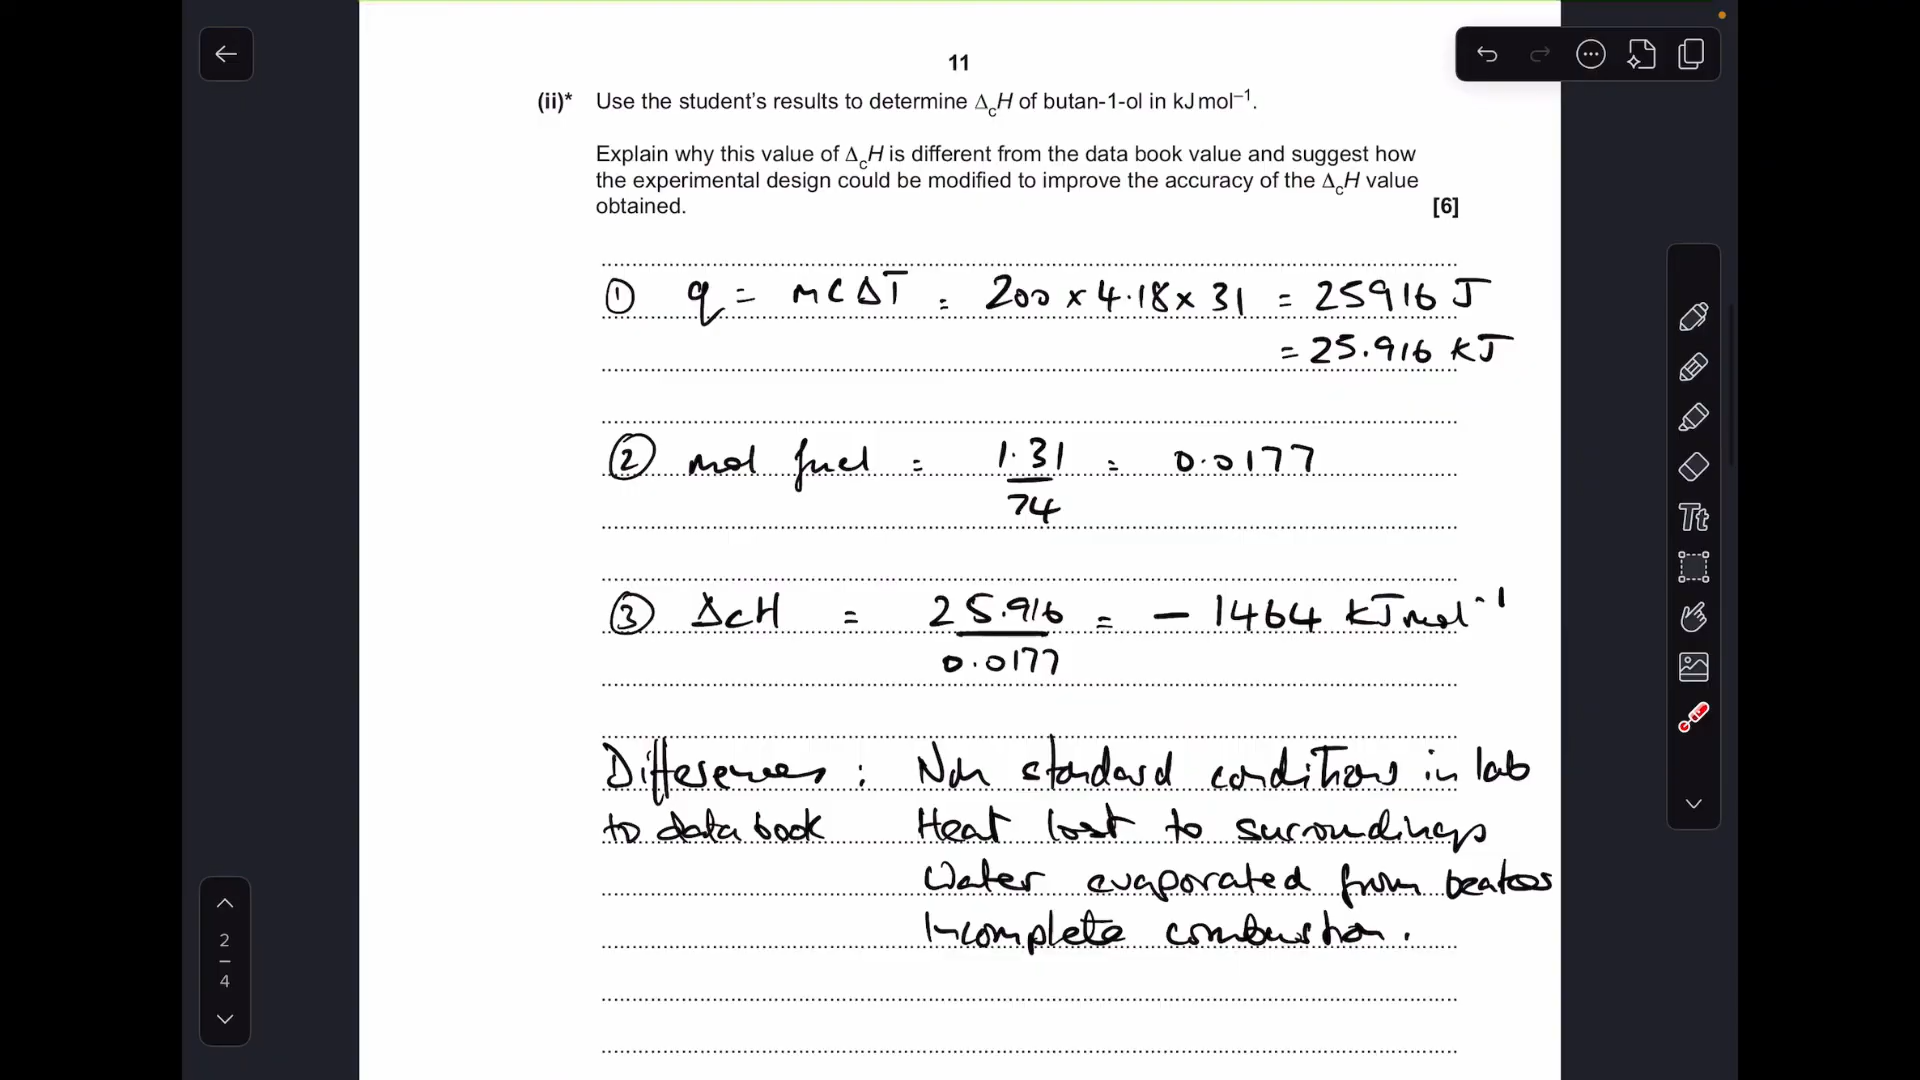 11
(ii)* Use the student's results to determine ΔcH of butan-1-ol in kJ mol⁻¹.
Explain why this value of ΔcH is different from the data book value and suggest how
the experimental design could be modified to improve the accuracy of the ΔcH value
obtained. [6]
① q = mCΔT = 200 × 4.18 × 31 = 25916 J
= 25.916 kJ
② mol fuel = 1.31 = 0.0177
74
③ ΔcH = 25.916 = - 1464 kJmol⁻¹
0.0177
Differences : Non standard conditions in lab
to data book Heat lost to surroundings
Water evaporated from beaker
Incomplete combustion.
Tt
2
4